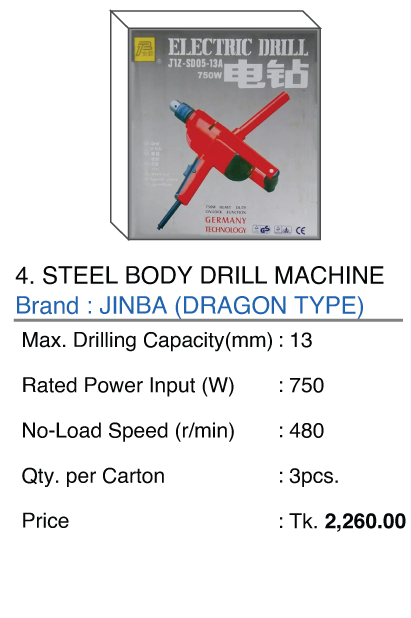 ELECTRIC DRILL
J1Z-SD05-13A
750W 电钻
GERMANY
TECHNOLOGY
4. STEEL BODY DRILL MACHINE
Brand : JINBA (DRAGON TYPE)
Max. Drilling Capacity(mm) : 13
Rated Power Input (W) : 750
No-Load Speed (r/min) : 480
Qty. per Carton : 3pcs.
Price : Tk. 2,260.00